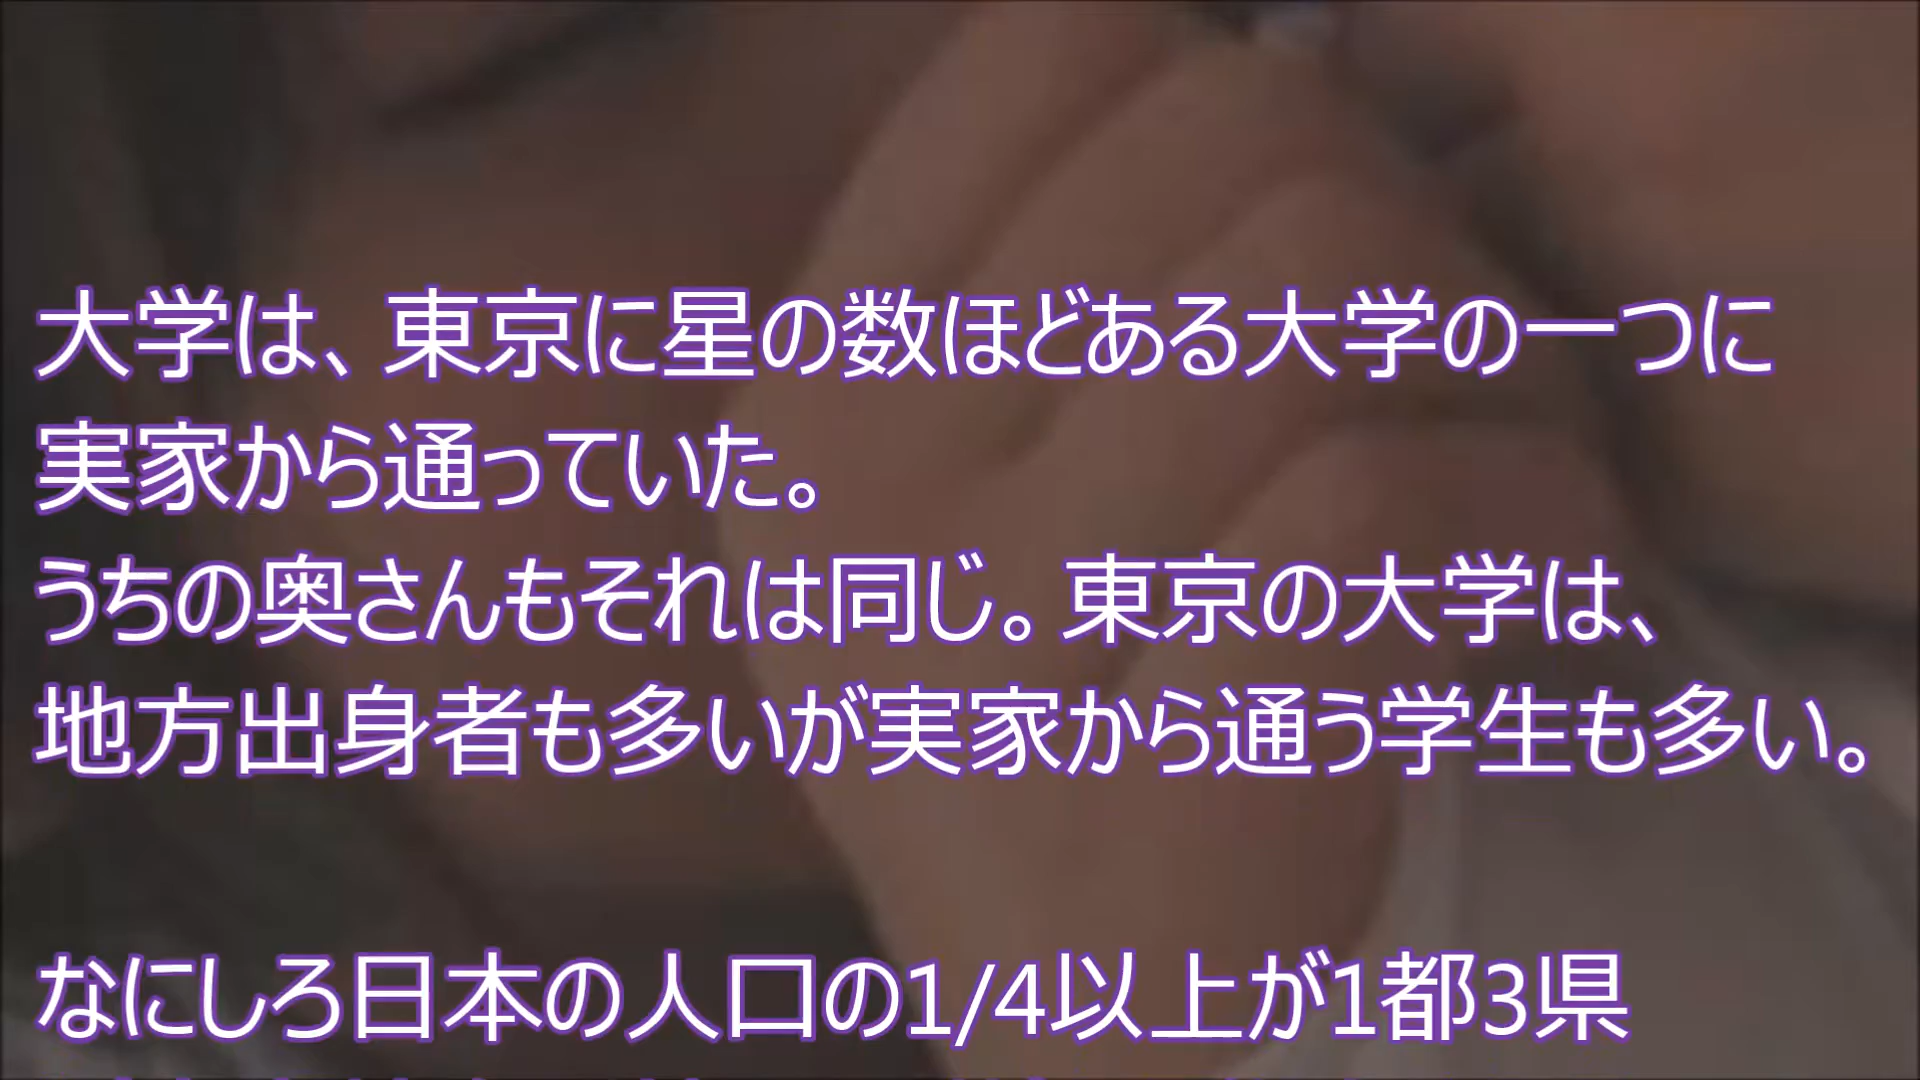 大学は、東京に星の数ほどある大学の一つに
実家から通っていた。
うちの奥さんもそれは同じ。東京の大学は、
地方出身者も多いが実家から通う学生も多い。
なにしろ日本の人口の1/4以上が1都3県